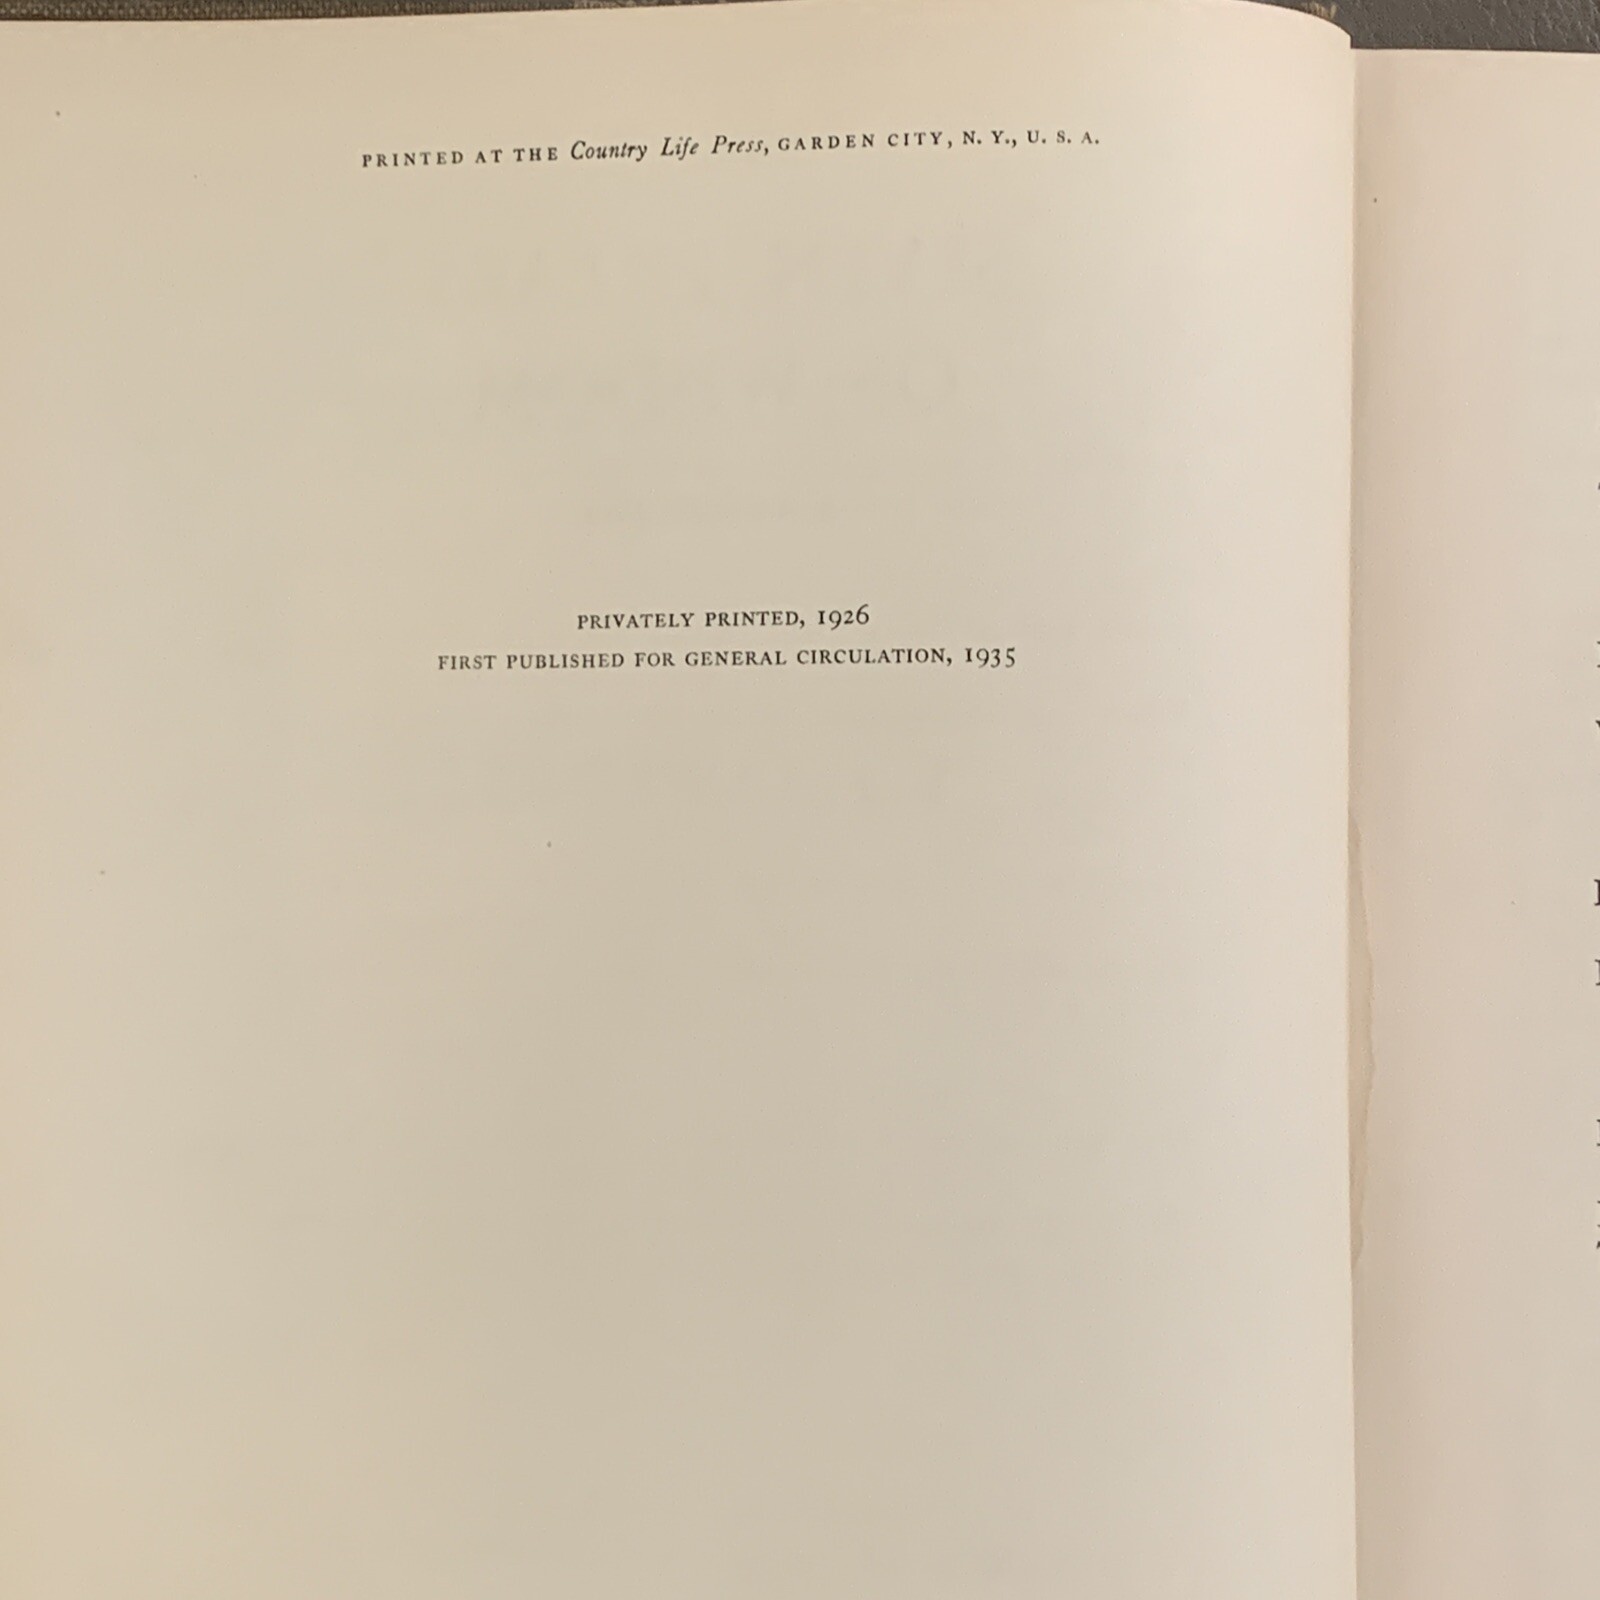 PRINTED AT THE Country Life Press, GARDEN CITY, N. Y., U. S. A.
PRIVATELY PRINTED, 1926
FIRST PUBLISHED FOR GENERAL CIRCULATION, 1935